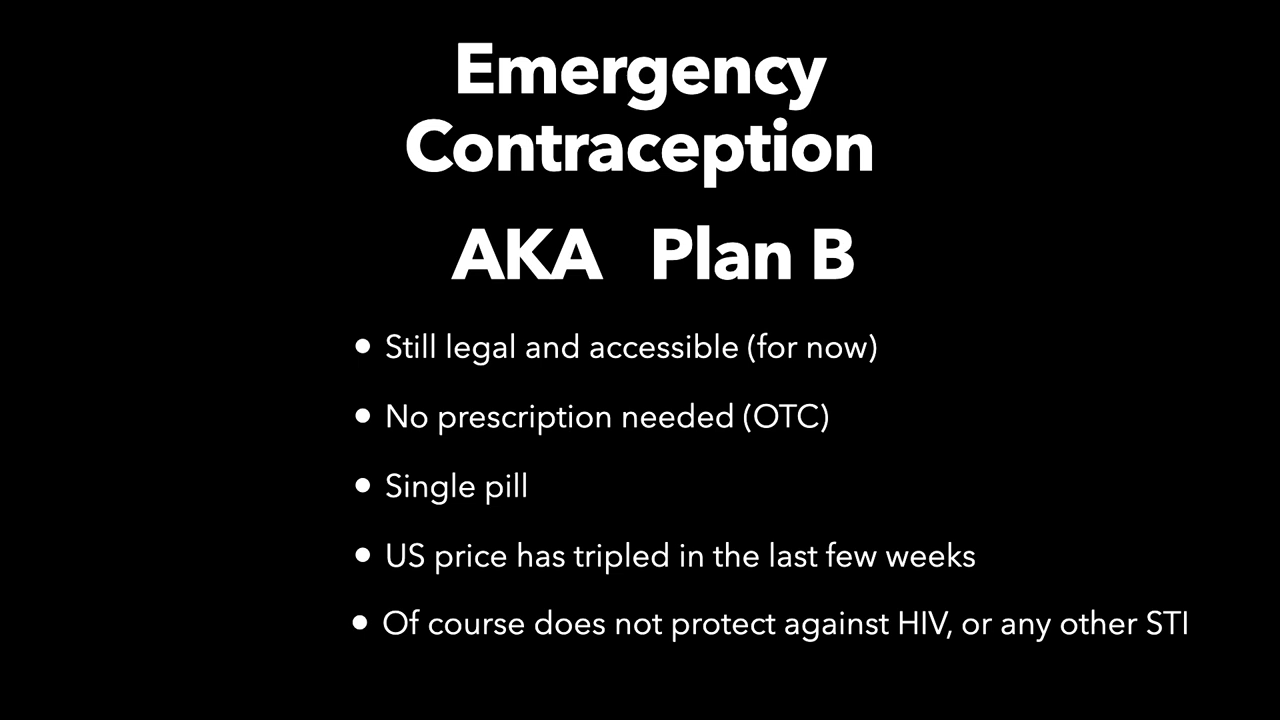 Emergency
Contraception
AKA Plan B
• Still legal and accessible (for now)
• No prescription needed (OTC)
• Single pill
• US price has tripled in the last few weeks
• Of course does not protect against HIV, or any other STI